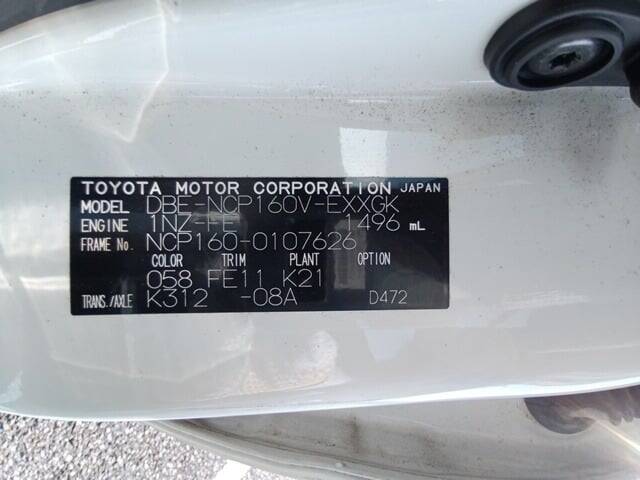 TOYOTA MOTOR CORPORATION JAPAN
MODEL DBE-NCP160V-EXXGK
ENGINE 1NZ-FE 1496 mL
FRAME No. NCP160-0107626
COLOR TRIM PLANT OPTION
058 FE11 K21
TRANS./AXLE K312 -08A D472